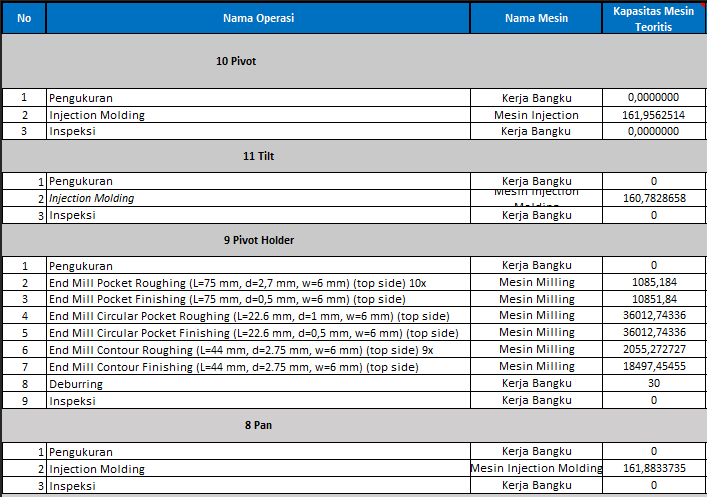 No Nama Operasi Nama Mesin Kapasitas Mesin Teoritis
10 Pivot
1 Pengukuran Kerja Bangku 0,0000000
2 Injection Molding Mesin Injection 161,9562514
3 Inspeksi Kerja Bangku 0,0000000
11 Tilt
1 Pengukuran Kerja Bangku 0
2 Injection Molding Mesin Injection Molding 160,7828658
3 Inspeksi Kerja Bangku 0
9 Pivot Holder
1 Pengukuran Kerja Bangku 0
2 End Mill Pocket Roughing (L=75 mm, d=2,7 mm, w=6 mm) (top side) 10x Mesin Milling 1085,184
3 End Mill Pocket Finishing (L=75 mm, d=0,5 mm, w=6 mm) (top side) Mesin Milling 10851,84
4 End Mill Circular Pocket Roughing (L=22.6 mm, d=1 mm, w=6 mm) (top side) Mesin Milling 36012,74336
5 End Mill Circular Pocket Finishing (L=22.6 mm, d=0,5 mm, w=6 mm) (top side) Mesin Milling 36012,74336
6 End Mill Contour Roughing (L=44 mm, d=2.75 mm, w=6 mm) (top side) 9x Mesin Milling 2055,272727
7 End Mill Contour Finishing (L=44 mm, d=2.75 mm, w=6 mm) (top side) Mesin Milling 18497,45455
8 Deburring Kerja Bangku 30
9 Inspeksi Kerja Bangku 0
8 Pan
1 Pengukuran Kerja Bangku 0
2 Injection Molding Mesin Injection Molding 161,8833735
3 Inspeksi Kerja Bangku 0